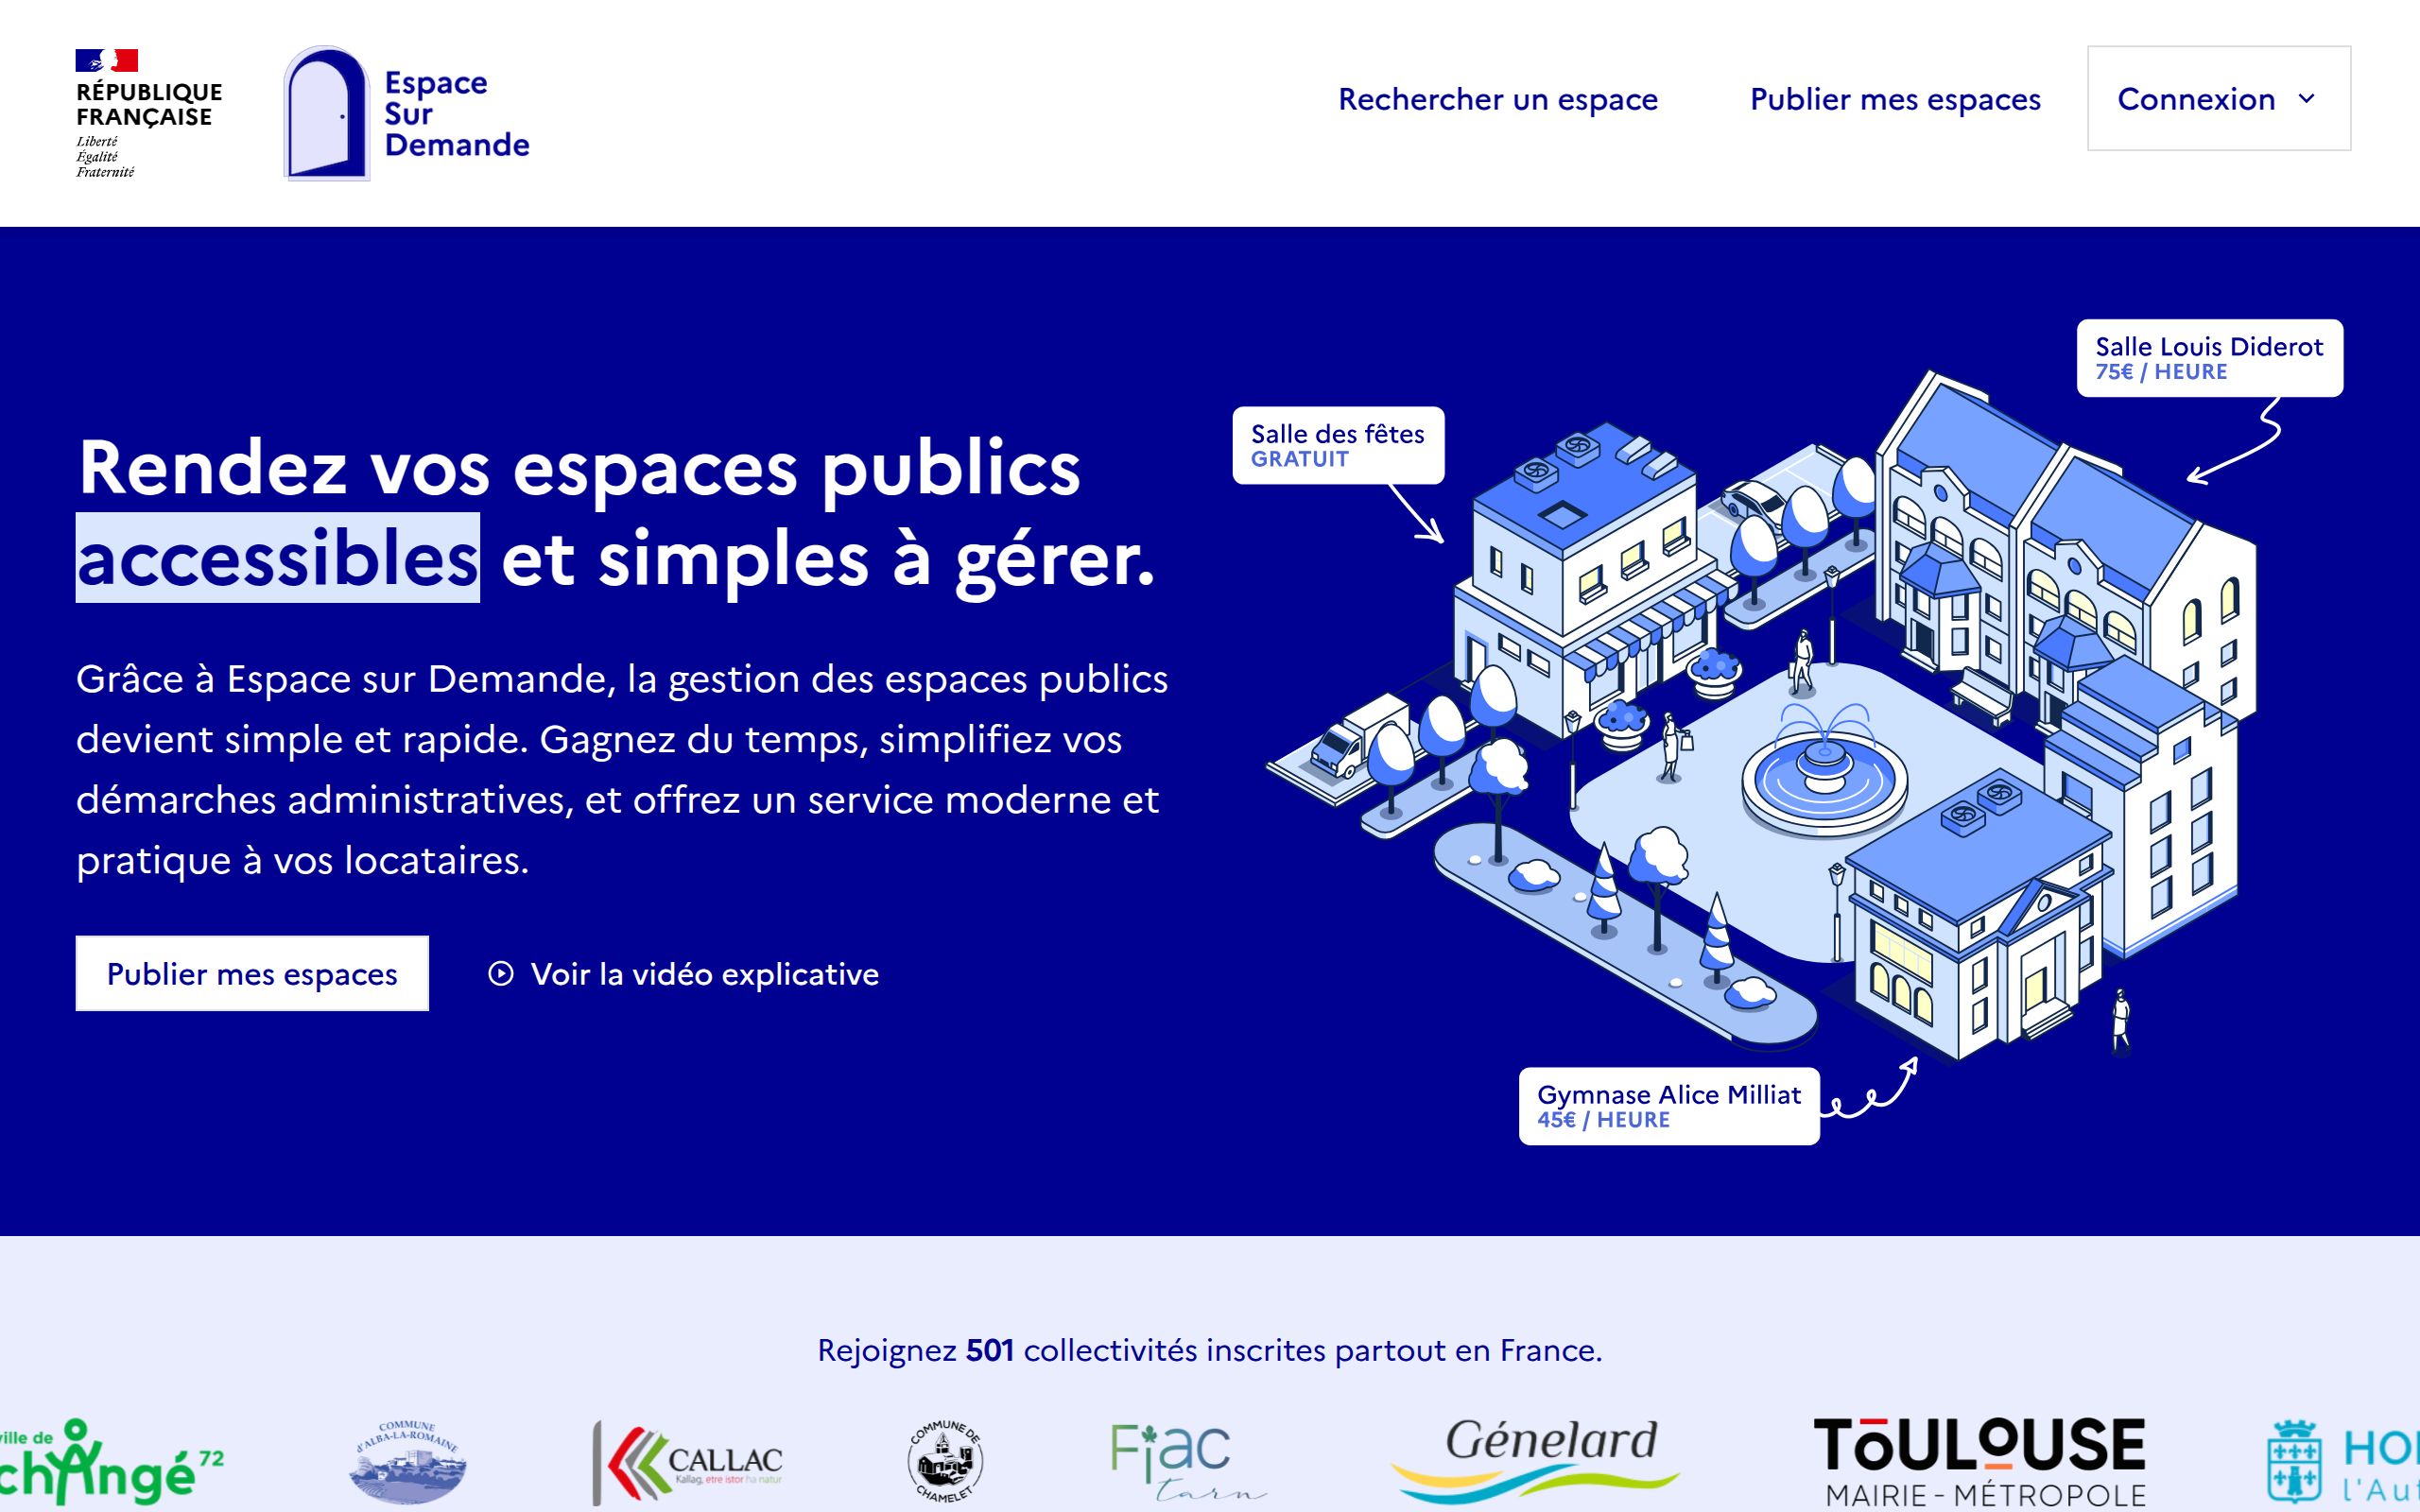 RÉPUBLIQUE
FRANÇAISE
Liberté
Égalité
Fraternité
Espace
Sur
Demande
Rechercher un espace
Publier mes espaces
Connexion
Rendez vos espaces publics
accessibles et simples à gérer.
Grâce à Espace sur Demande, la gestion des espaces publics
devient simple et rapide. Gagnez du temps, simplifiez vos
démarches administratives, et offrez un service moderne et
pratique à vos locataires.
Publier mes espaces
Voir la vidéo explicative
Salle des fêtes
GRATUIT
Salle Louis Diderot
75€ / HEURE
Gymnase Alice Milliat
45€ / HEURE
Rejoignez 501 collectivités inscrites partout en France.
ville de
chAngé 72
COMMUNE
d'ALBA-LA-ROMAINE
CALLAC
Kallag, etre istor ha natur
COMMUNE DE
CHAMELET
Fiac
tarn
Génelard
TOULOUSE
MAIRIE - MÉTROPOLE